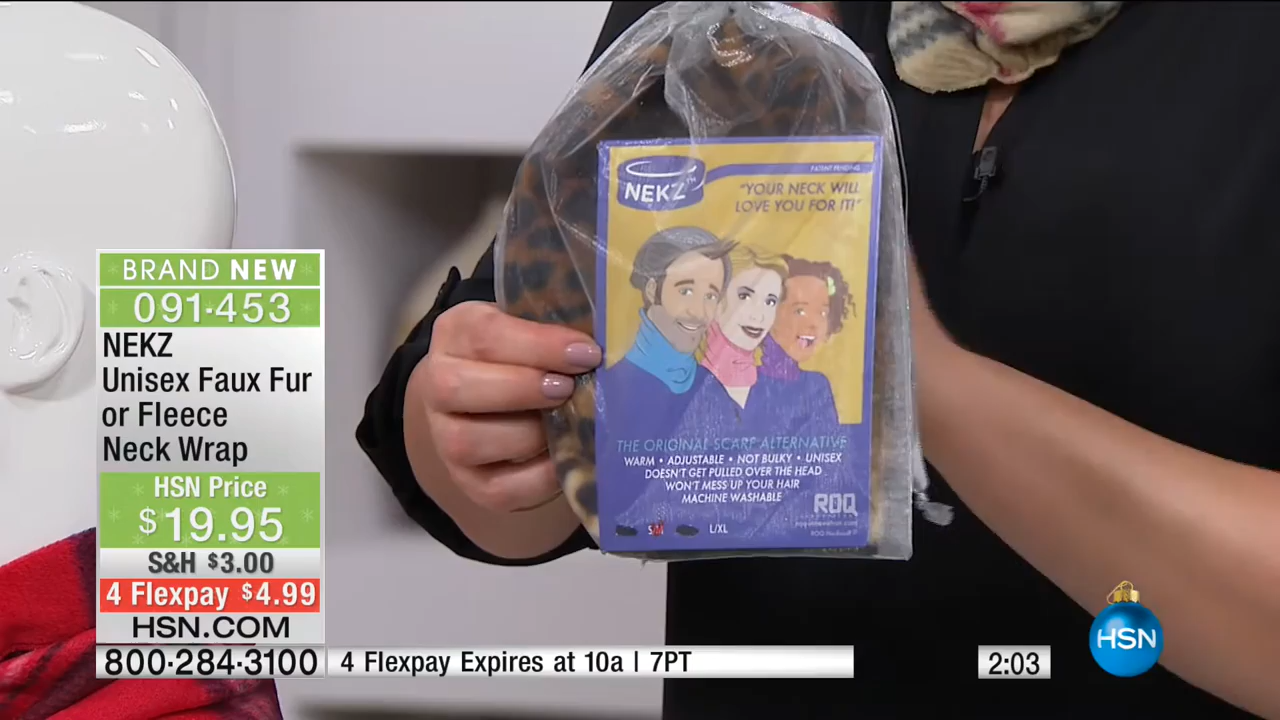 BRAND NEW
091·453
NEKZ
Unisex Faux Fur
or Fleece
Neck Wrap
HSN Price
$19.95
S&H $3.00
4 Flexpay $4.99
HSN.COM
800·284·3100
4 Flexpay Expires at 10a | 7PT
2:03
HSN
PATENT PENDING
NEKZ™
"YOUR NECK WILL
LOVE YOU FOR IT!"
THE ORIGINAL SCARF ALTERNATIVE
WARM • ADJUSTABLE • NOT BULKY • UNISEX
DOESN'T GET PULLED OVER THE HEAD
WON'T MESS UP YOUR HAIR
MACHINE WASHABLE
ROQ
L/XL